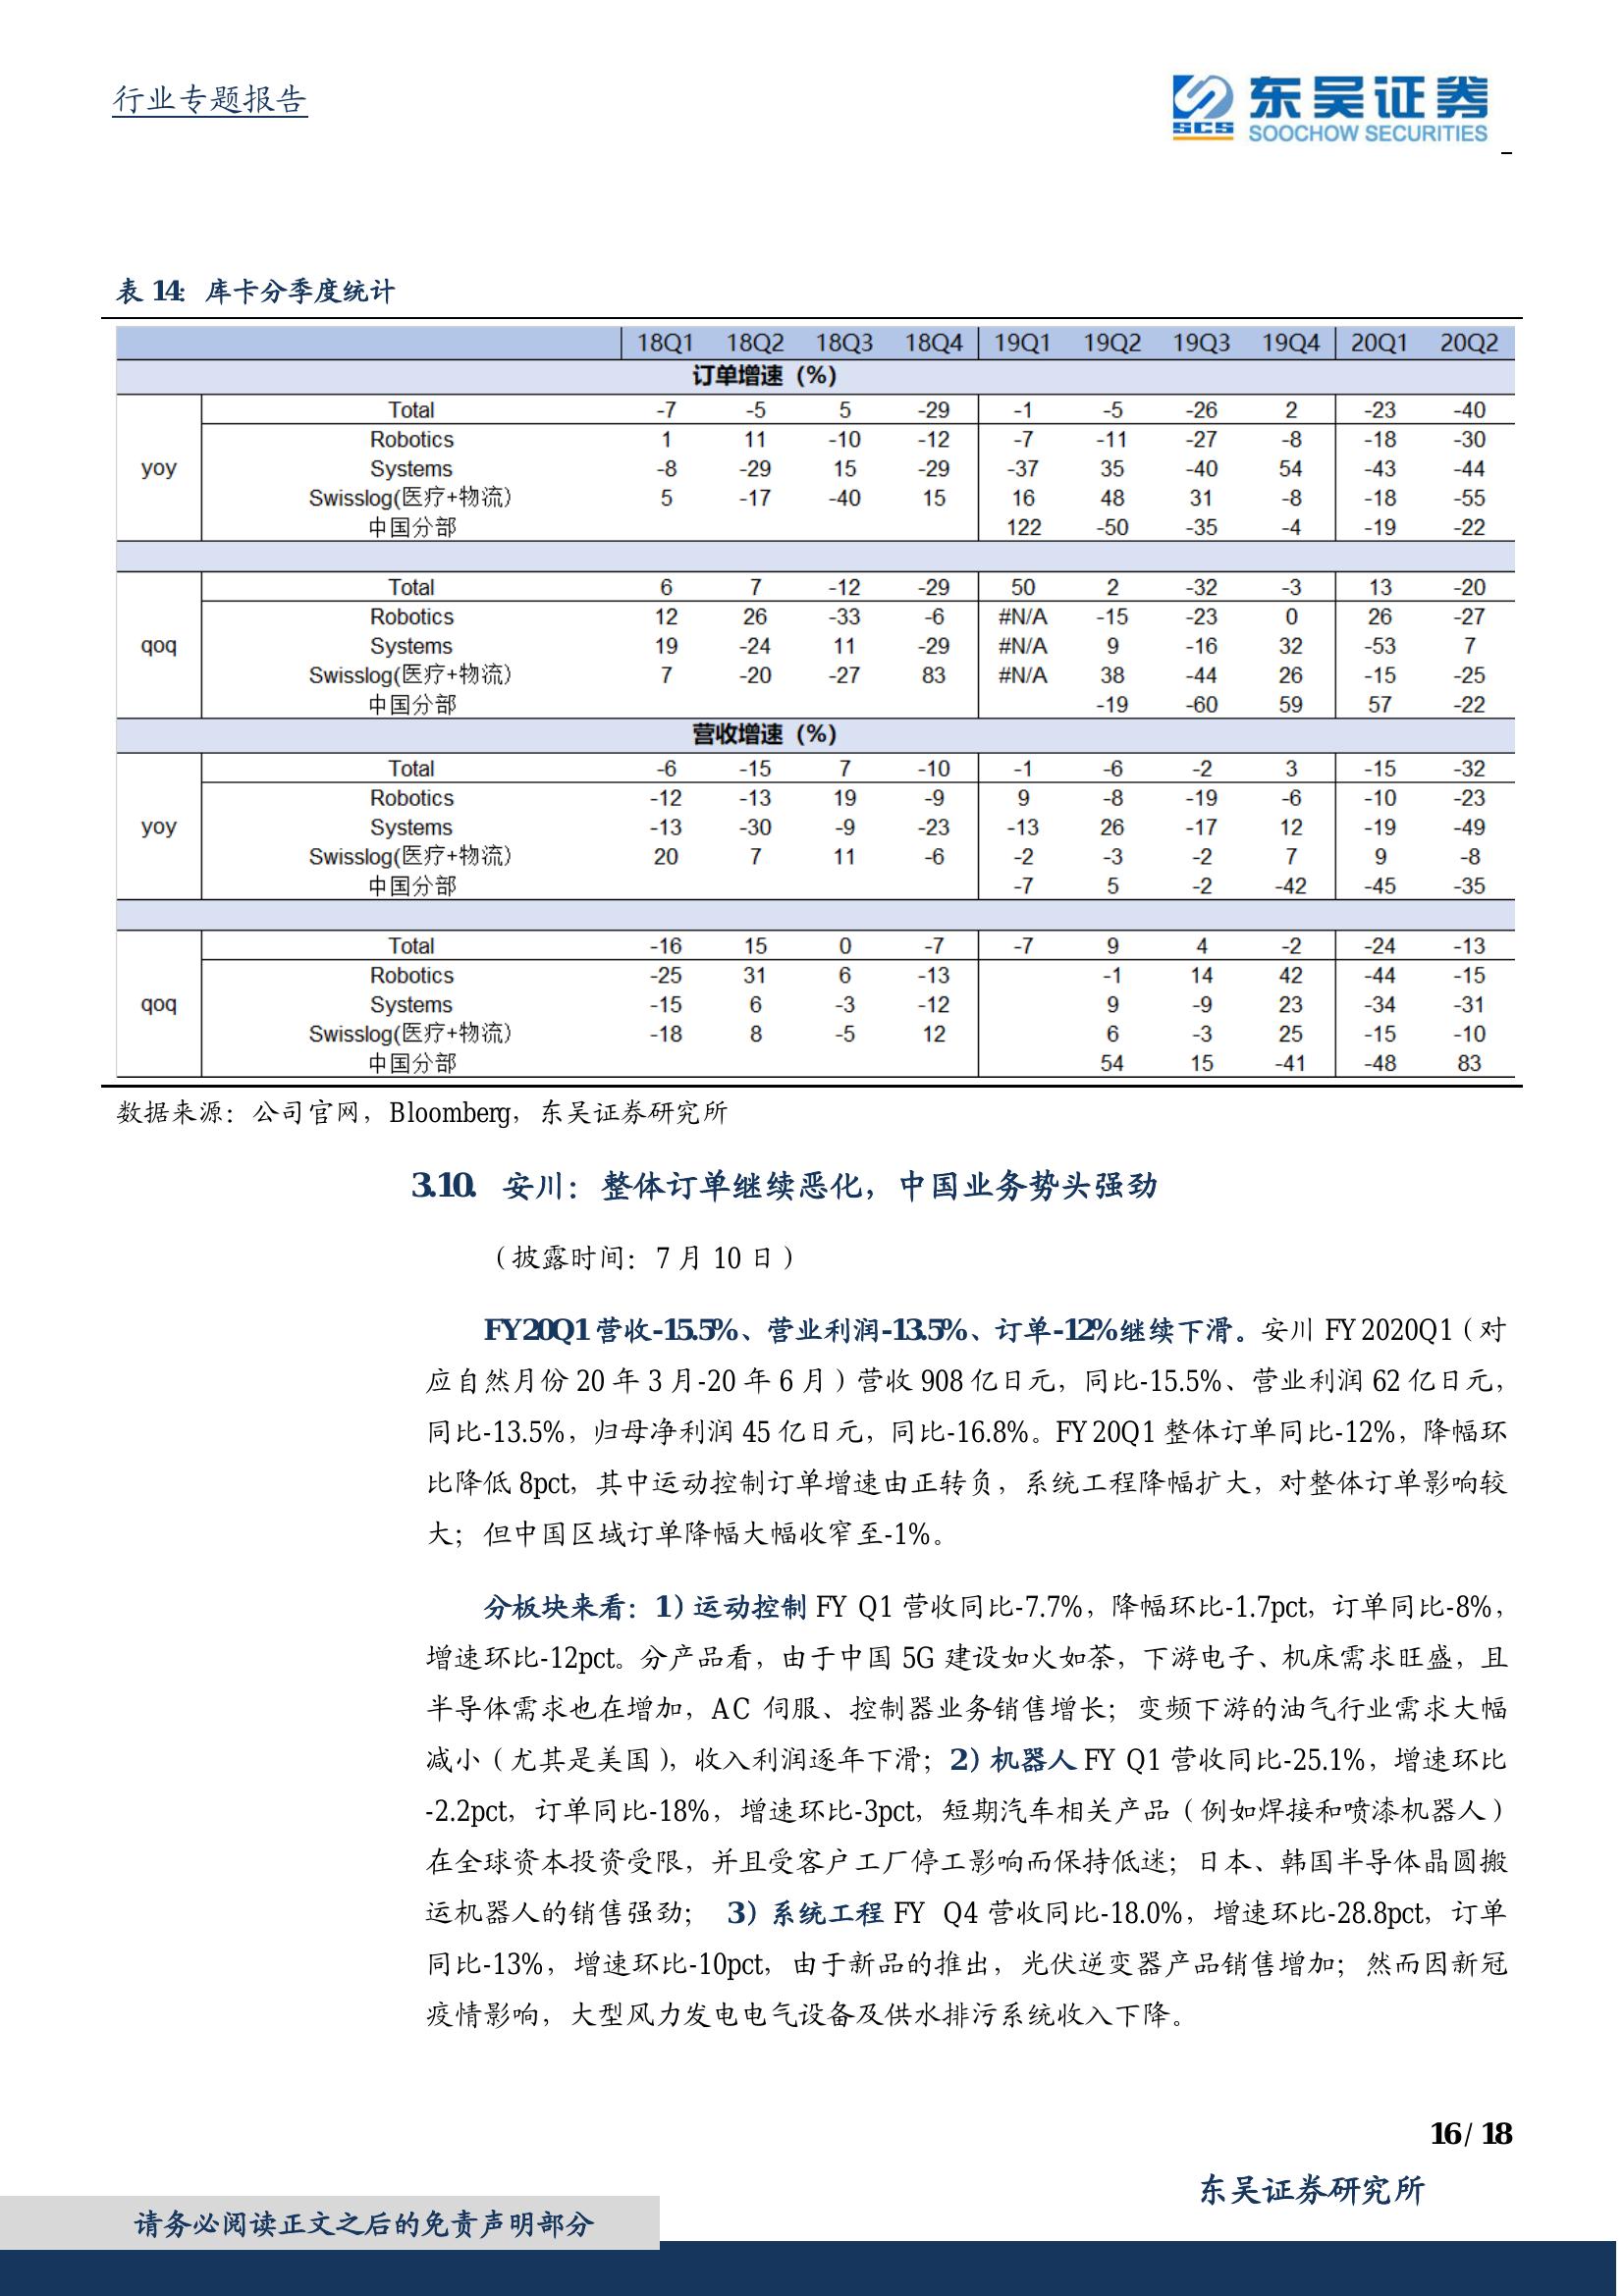 行业专题报告
SCS 东吴证券
SOOCHOW SECURITIES
表 14: 库卡分季度统计
18Q1 18Q2 18Q3 18Q4 19Q1 19Q2 19Q3 19Q4 20Q1 20Q2
订单增速（%）
Total -7 -5 5 -29 -1 -5 -26 2 -23 -40
Robotics 1 11 -10 -12 -7 -11 -27 -8 -18 -30
yoy Systems -8 -29 15 -29 -37 35 -40 54 -43 -44
Swisslog(医疗+物流） 5 -17 -40 15 16 48 31 -8 -18 -55
中国分部 122 -50 -35 -4 -19 -22
Total 6 7 -12 -29 50 2 -32 -3 13 -20
Robotics 12 26 -33 -6 #N/A -15 -23 0 26 -27
qoq Systems 19 -24 11 -29 #N/A 9 -16 32 -53 7
Swisslog(医疗+物流） 7 -20 -27 83 #N/A 38 -44 26 -15 -25
中国分部 -19 -60 59 57 -22
营收增速（%）
Total -6 -15 7 -10 -1 -6 -2 3 -15 -32
Robotics -12 -13 19 -9 9 -8 -19 -6 -10 -23
yoy Systems -13 -30 -9 -23 -13 26 -17 12 -19 -49
Swisslog(医疗+物流） 20 7 11 -6 -2 -3 -2 7 9 -8
中国分部 -7 5 -2 -42 -45 -35
Total -16 15 0 -7 -7 9 4 -2 -24 -13
Robotics -25 31 6 -13 -1 14 42 -44 -15
qoq Systems -15 6 -3 -12 9 -9 23 -34 -31
Swisslog(医疗+物流） -18 8 -5 12 6 -3 25 -15 -10
中国分部 54 15 -41 -48 83
数据来源：公司官网，Bloomberg，东吴证券研究所
3.10. 安川：整体订单继续恶化，中国业务势头强劲
（披露时间：7 月 10 日）
FY20Q1 营收-15.5%、营业利润-13.5%、订单-12%继续下滑。安川 FY2020Q1（对
应自然月份 20 年 3 月-20 年 6 月）营收 908 亿日元，同比-15.5%、营业利润 62 亿日元，
同比-13.5%，归母净利润 45 亿日元，同比-16.8%。FY20Q1 整体订单同比-12%，降幅环
比降低 8pct，其中运动控制订单增速由正转负，系统工程降幅扩大，对整体订单影响较
大；但中国区域订单降幅大幅收窄至-1%。
分板块来看：1）运动控制 FY Q1 营收同比-7.7%，降幅环比-1.7pct，订单同比-8%，
增速环比-12pct。分产品看，由于中国 5G 建设如火如荼，下游电子、机床需求旺盛，且
半导体需求也在增加，AC 伺服、控制器业务销售增长；变频下游的油气行业需求大幅
减小（尤其是美国），收入利润逐年下滑；2）机器人 FY Q1 营收同比-25.1%，增速环比
-2.2pct，订单同比-18%，增速环比-3pct，短期汽车相关产品（例如焊接和喷漆机器人）
在全球资本投资受限，并且受客户工厂停工影响而保持低迷；日本、韩国半导体晶圆搬
运机器人的销售强劲； 3）系统工程 FY Q4 营收同比-18.0%，增速环比-28.8pct，订单
同比-13%，增速环比-10pct，由于新品的推出，光伏逆变器产品销售增加；然而因新冠
疫情影响，大型风力发电电气设备及供水排污系统收入下降。
16 / 18
东吴证券研究所
请务必阅读正文之后的免责声明部分